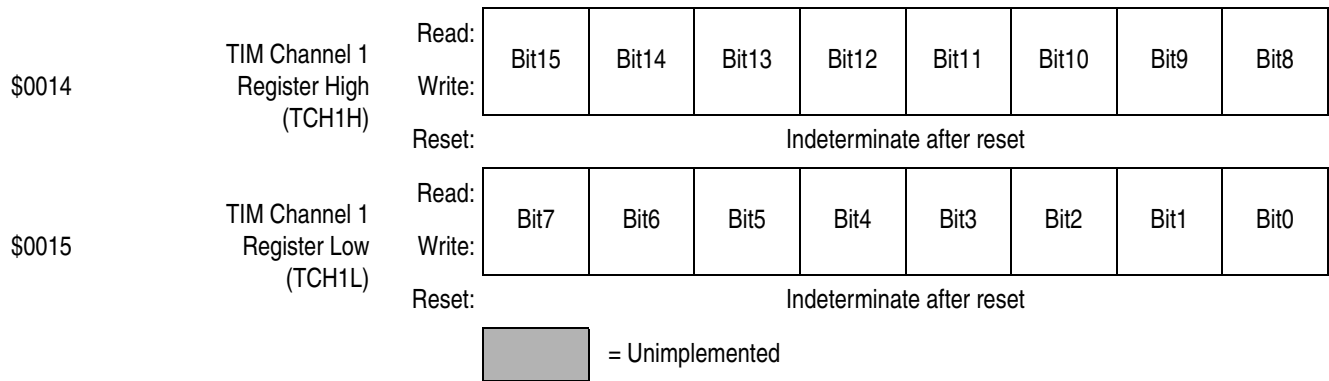 $0014 TIM Channel 1 Register High (TCH1H) Read: Write: Bit15 Bit14 Bit13 Bit12 Bit11 Bit10 Bit9 Bit8
Reset: Indeterminate after reset
$0015 TIM Channel 1 Register Low (TCH1L) Read: Write: Bit7 Bit6 Bit5 Bit4 Bit3 Bit2 Bit1 Bit0
Reset: Indeterminate after reset
= Unimplemented